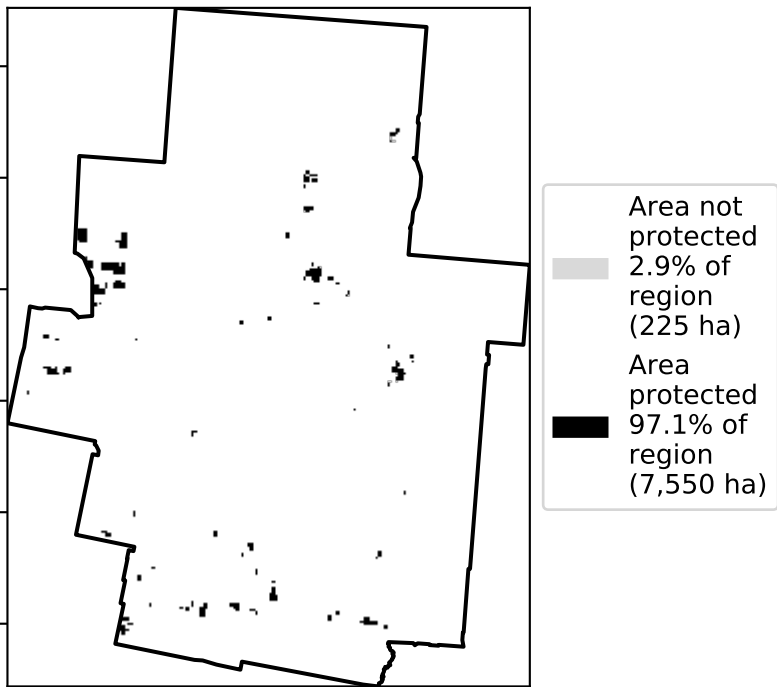 Area not
protected
2.9% of
region
(225 ha)
Area
protected
97.1% of
region
(7,550 ha)